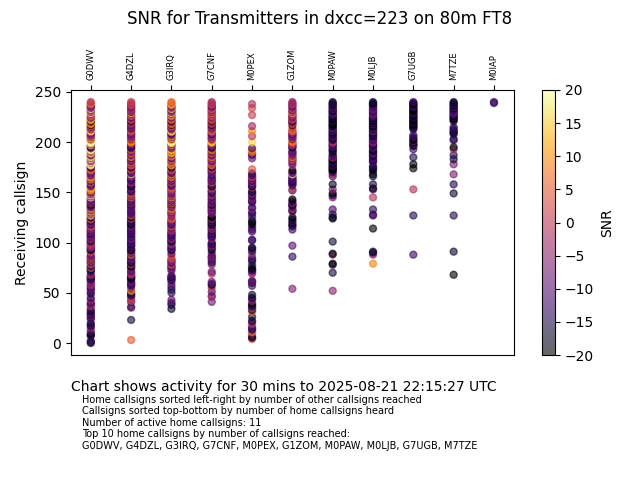 SNR for Transmitters in dxcc=223 on 80m FT8
G0DWV G4DZL G3IRQ G7CNF M0PEX G1ZOM M0PAW M0LJB G7UGB M7TZE M0IAP
250
200
150
100
50
0
Receiving callsign
20
15
10
5
0
−5
−10
−15
−20
SNR
Chart shows activity for 30 mins to 2025-08-21 22:15:27 UTC
Home callsigns sorted left-right by number of other callsigns reached
Callsigns sorted top-bottom by number of home callsigns heard
Number of active home callsigns: 11
Top 10 home callsigns by number of callsigns reached:
G0DWV, G4DZL, G3IRQ, G7CNF, M0PEX, G1ZOM, M0PAW, M0LJB, G7UGB, M7TZE